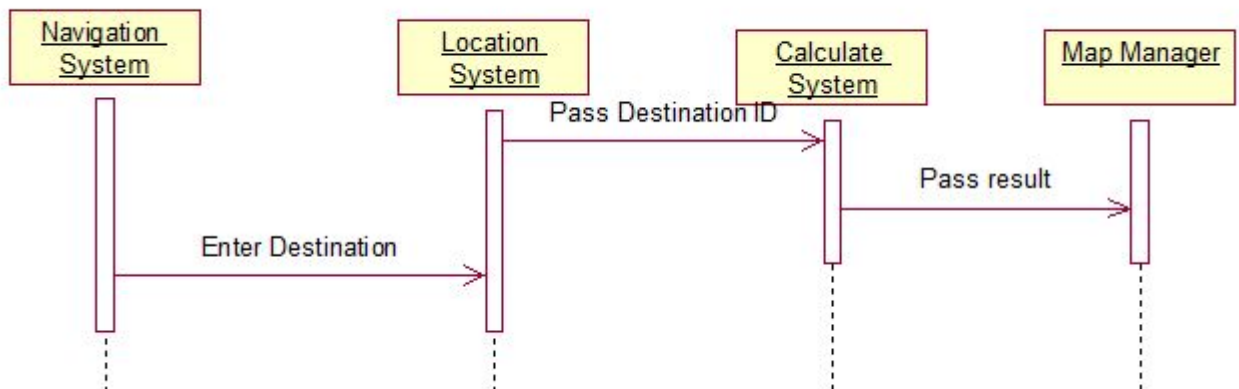 Navigation
System
Location
System
Calculate
System
Map Manager
Pass Destination ID
Pass result
Enter Destination